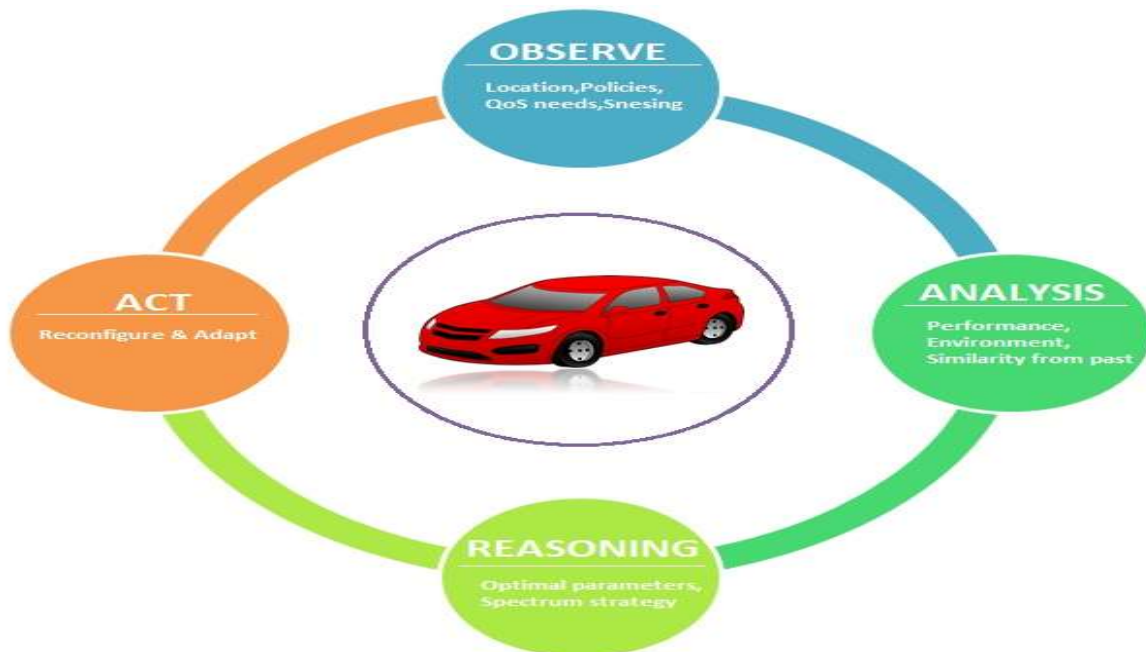 OBSERVE
Location,Policies,
QoS needs,Snesing
ACT
Reconfigure & Adapt
ANALYSIS
Performance,
Environment,
Similarity from past
REASONING
Optimal parameters,
Spectrum strategy